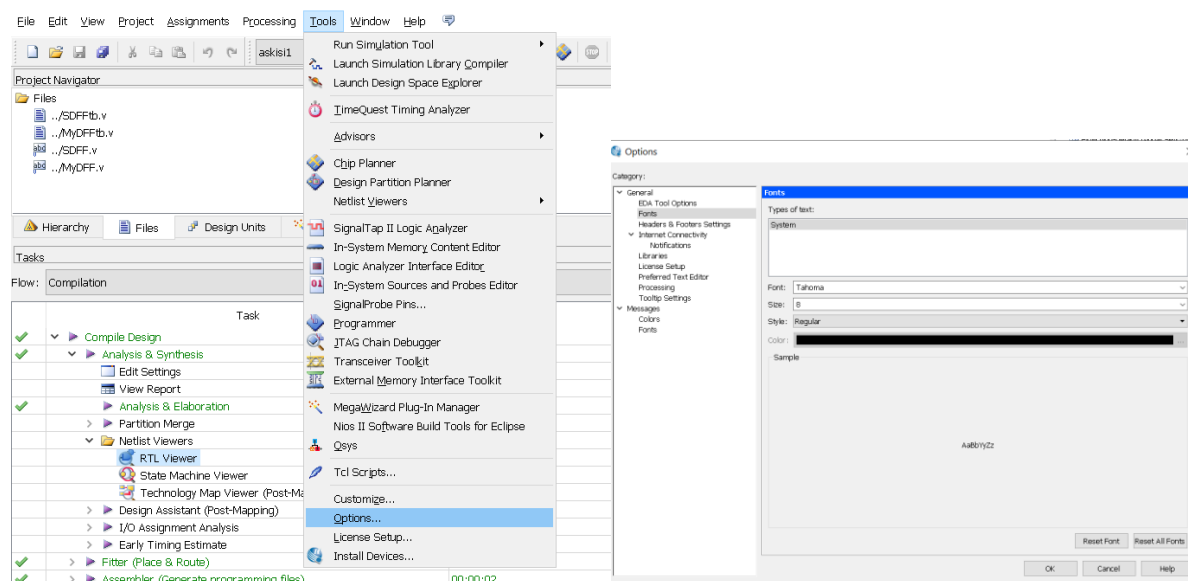 File Edit View Project Assignments Processing Tools Window Help
askisi1
STOP
Project Navigator
Files
../SDFFtb.v
../MyDFFtb.v
abd ../SDFF.v
abd ../MyDFF.v
Hierarchy Files Design Units
Tasks
Flow: Compilation
Task
Compile Design
Analysis & Synthesis
Edit Settings
View Report
Analysis & Elaboration
Partition Merge
Netlist Viewers
RTL Viewer
State Machine Viewer
Technology Map Viewer (Post-Ma
Design Assistant (Post-Mapping)
I/O Assignment Analysis
Early Timing Estimate
Fitter (Place & Route)
Assembler (Generate programming files)
00:00:02
Run Simulation Tool
Launch Simulation Library Compiler
Launch Design Space Explorer
TimeQuest Timing Analyzer
Advisors
Chip Planner
Design Partition Planner
Netlist Viewers
SignalTap II Logic Analyzer
In-System Memory Content Editor
Logic Analyzer Interface Editor
01 In-System Sources and Probes Editor
SignalProbe Pins...
Programmer
JTAG Chain Debugger
Transceiver Toolkit
External Memory Interface Toolkit
MegaWizard Plug-In Manager
Nios II Software Build Tools for Eclipse
Qsys
Tcl Scripts...
Customize...
Options...
License Setup...
Install Devices...
Options
Category:
General
EDA Tool Options
Fonts
Headers & Footers Settings
Internet Connectivity
Notifications
Libraries
License Setup
Preferred Text Editor
Processing
Tooltip Settings
Messages
Colors
Fonts
Fonts
Types of text:
System
Font: Tahoma
Size: 8
Style: Regular
Color: ...
Sample
AaBbYyZz
Reset Font Reset All Fonts
OK Cancel Help